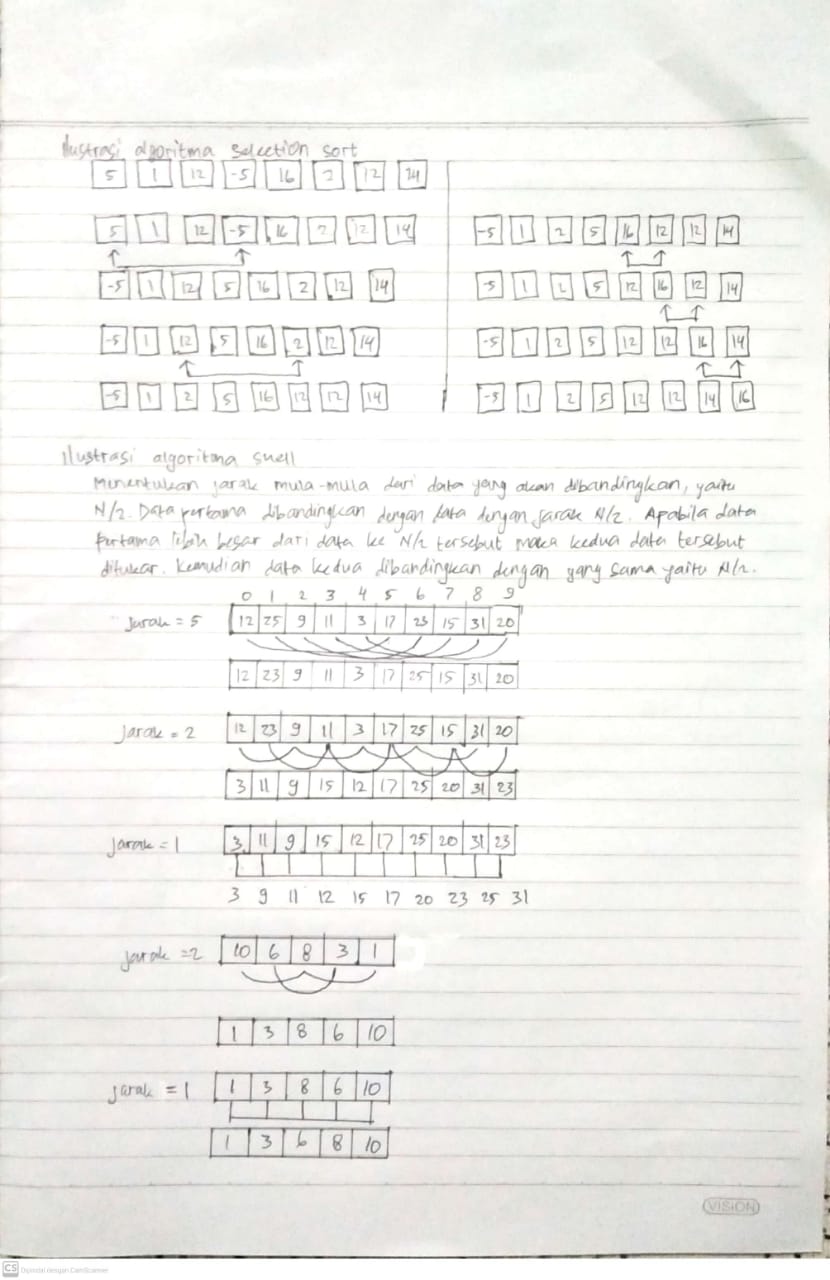 Ilustrasi algoritma selection sort
5 1 12 -5 16 2 12 14
5 1 12 -5 16 2 12 14
-5 1 12 5 16 2 12 14
-5 1 12 5 16 2 12 14
-5 1 2 5 16 12 12 14
-5 1 2 5 16 12 12 14
-5 1 2 5 12 16 12 14
-5 1 2 5 12 12 16 14
-5 1 2 5 12 12 14 16
Ilustrasi algoritma shell
Menentukan jarak mula-mula dari data yang akan dibandingkan, yaitu
N/2. Data pertama dibandingkan dengan data dengan jarak N/2. Apabila data
pertama lebih besar dari data ke N/2 tersebut maka kedua data tersebut
ditukar. Kemudian data kedua dibandingkan dengan yang sama yaitu N/2.
0 1 2 3 4 5 6 7 8 9
Jarak = 5 12 25 9 11 3 17 23 15 31 20
12 23 9 11 3 17 25 15 31 20
Jarak = 2 12 23 9 11 3 17 25 15 31 20
3 11 9 15 12 17 25 20 31 23
Jarak = 1 3 11 9 15 12 17 25 20 31 23
3 9 11 12 15 17 20 23 25 31
Jarak = 2 10 6 8 3 1
1 3 8 6 10
Jarak = 1 1 3 8 6 10
1 3 6 8 10
VISION
CS Dipindai dengan CamScanner